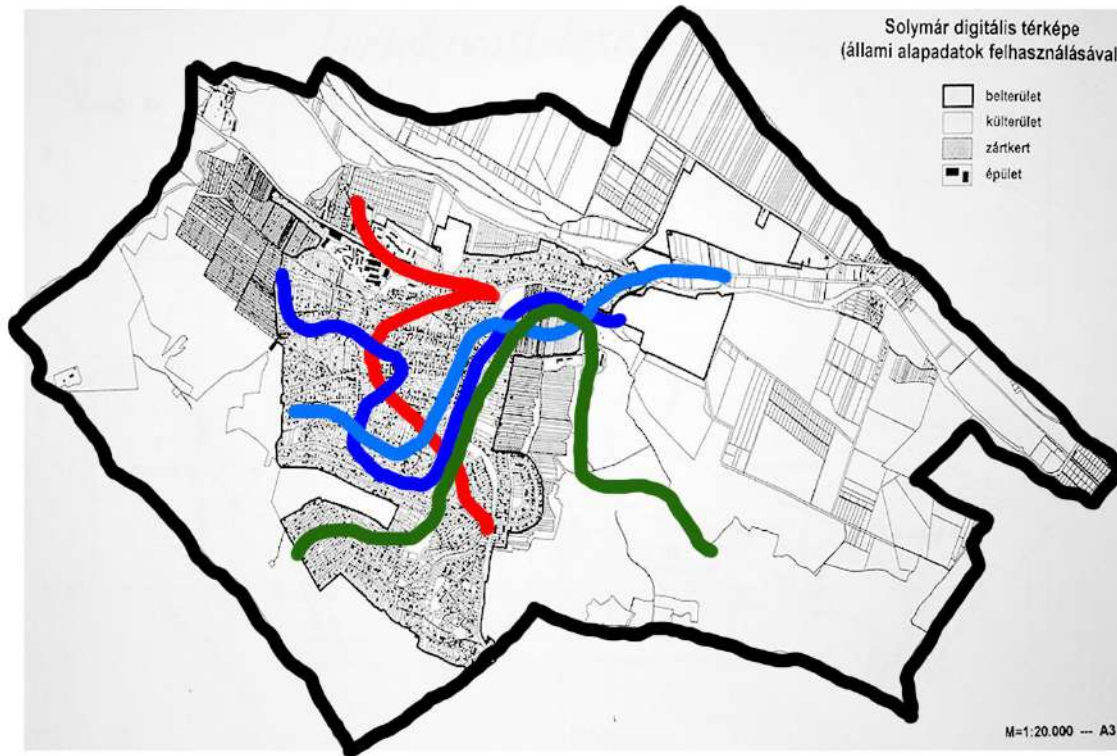 Solymár digitális térképe
(állami alapadatok felhasználásával
belterület
külterület
zártkert
épület
M=1:20.000 --- A3